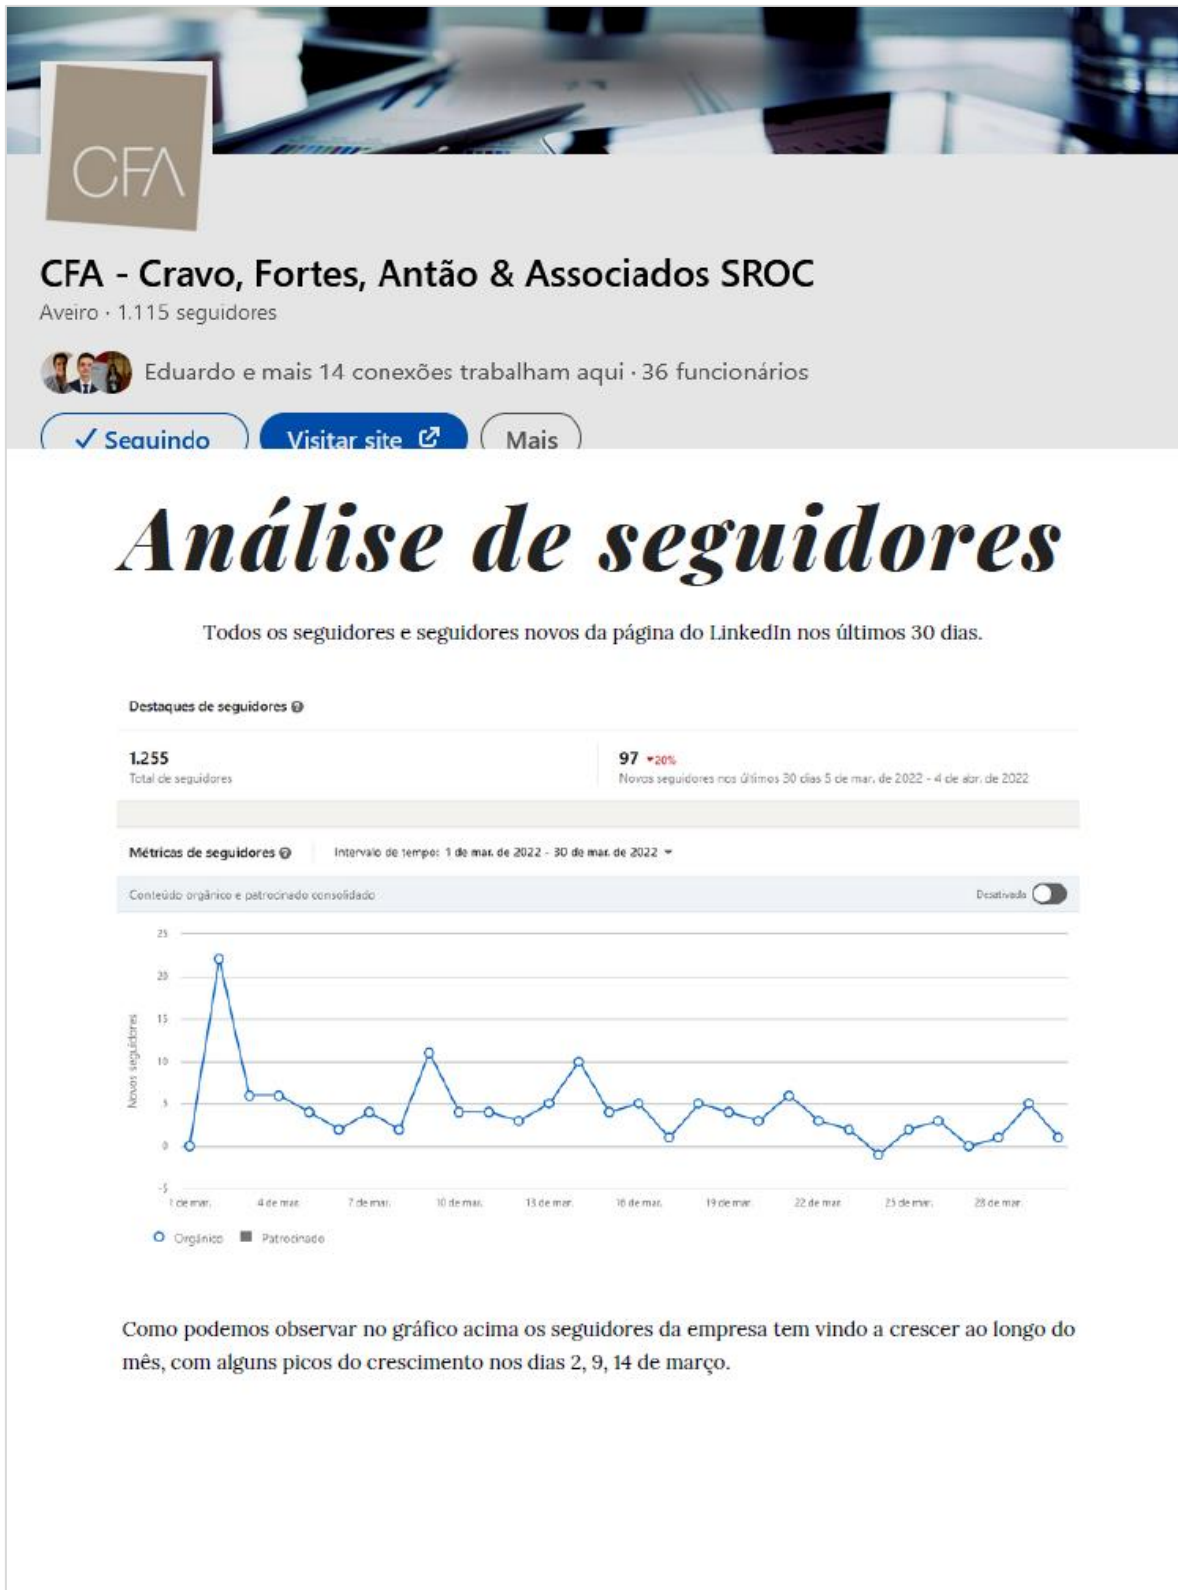 CFA
CFA - Cravo, Fortes, Antão & Associados SROC
Aveiro · 1.115 seguidores
Eduardo e mais 14 conexões trabalham aqui · 36 funcionários
✓ Seguindo Visitar site Mais
Análise de seguidores
Todos os seguidores e seguidores novos da página do LinkedIn nos últimos 30 dias.
Destaques de seguidores
1.255 97 ▾20%
Total de seguidores Novos seguidores nos últimos 30 dias 5 de mar. de 2022 - 4 de abr. de 2022
Métricas de seguidores Intervalo de tempo: 1 de mar. de 2022 - 30 de mar. de 2022
Conteúdo orgânico e patrocinado consolidado Desativado
Novos seguidores
25
20
15
10
5
0
-5
1 de mar. 4 de mar. 7 de mar. 10 de mar. 13 de mar. 16 de mar. 19 de mar. 22 de mar. 25 de mar. 28 de mar.
Orgânico Patrocinado
Como podemos observar no gráfico acima os seguidores da empresa tem vindo a crescer ao longo do
mês, com alguns picos do crescimento nos dias 2, 9, 14 de março.